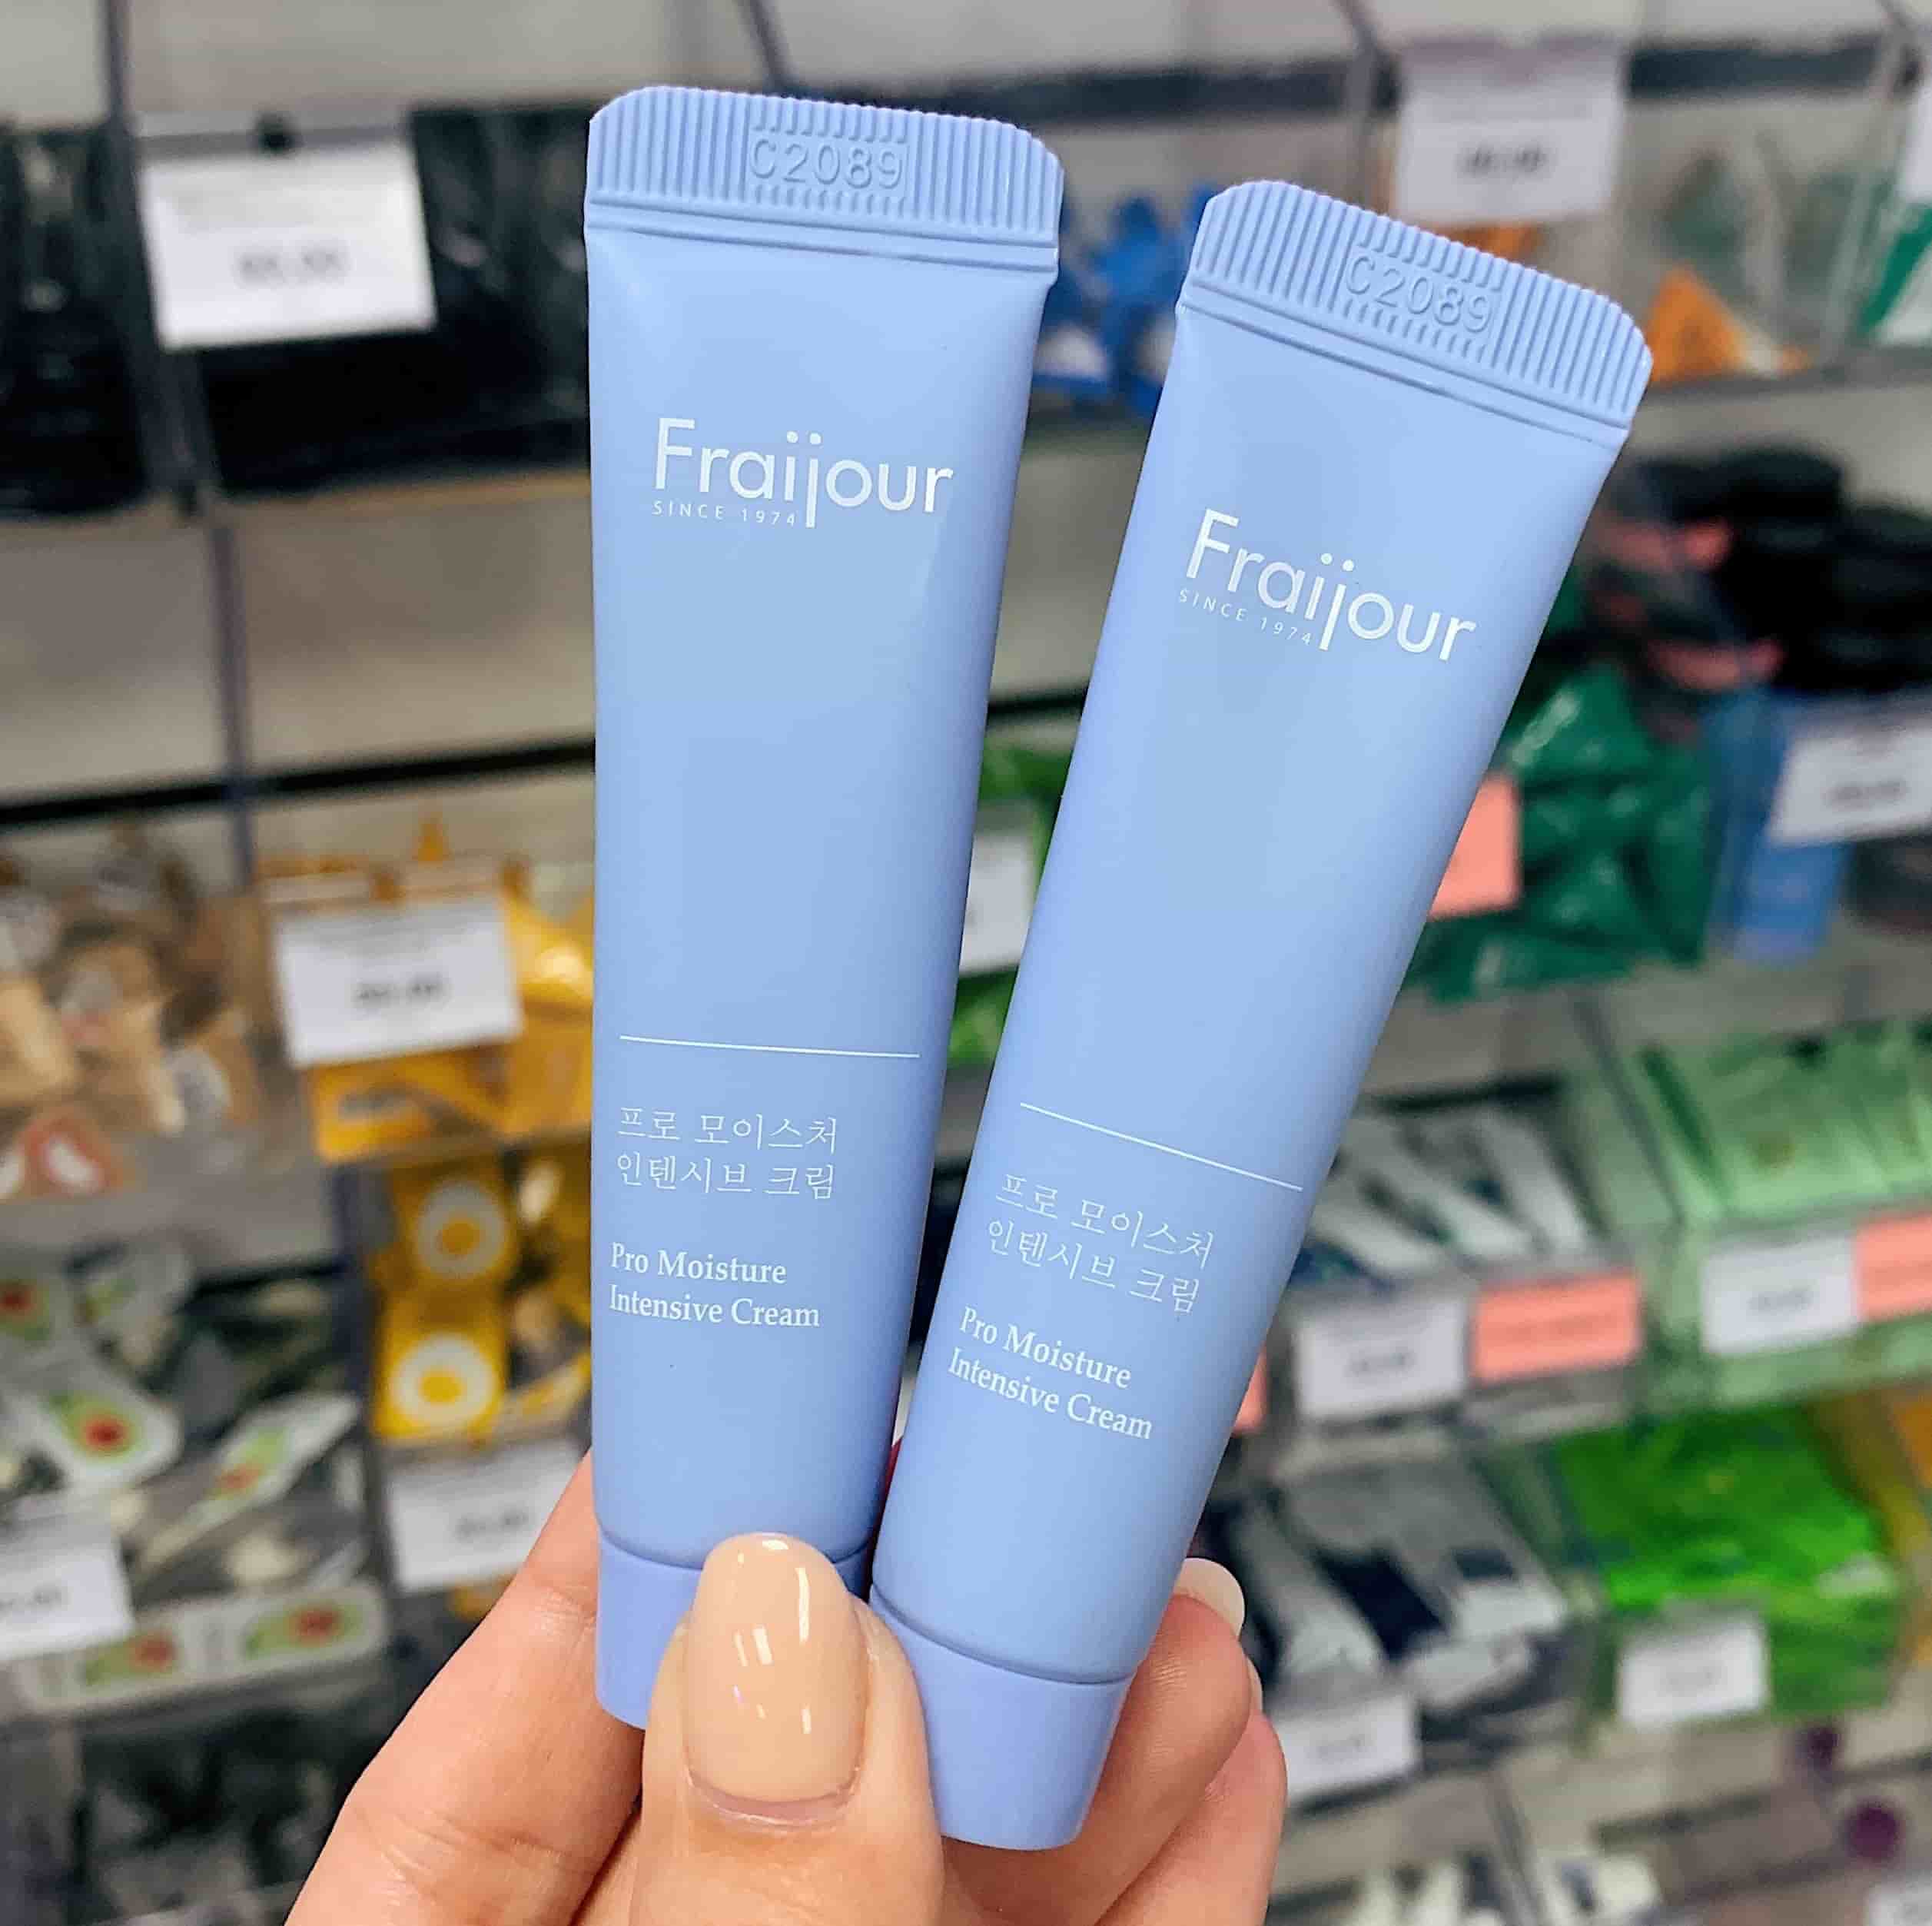 C2089
Fraijour
SINCE 1974
프로 모이스처
인텐시브 크림
Pro Moisture
Intensive Cream
C2089
Fraijour
SINCE 1974
프로 모이스처
인텐시브 크림
Pro Moisture
Intensive Cream